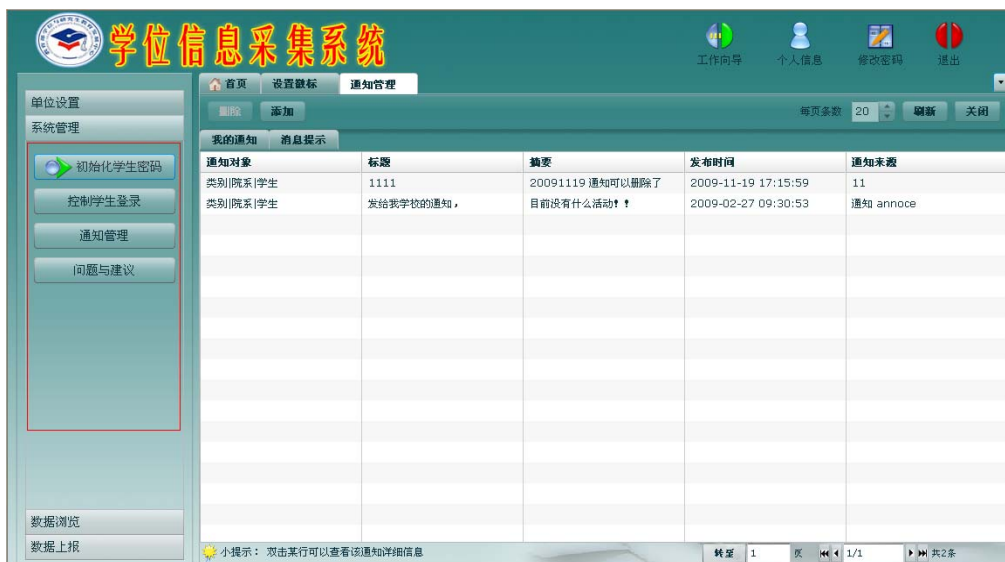 学位信息采集系统
工作向导 个人信息 修改密码 退出
首页 设置徽标 通知管理
单位设置
删除 添加 每页条数 20 刷新 关闭
系统管理
我的通知 消息提示
初始化学生密码
控制学生登录
通知管理
问题与建议
通知对象 标题 摘要 发布时间 通知来源
类别|院系|学生 1111 20091119 通知可以删除了 2009-11-19 17:15:59 11
类别|院系|学生 发给我学校的通知, 目前没有什么活动!! 2009-02-27 09:30:53 通知 annoce
数据浏览
数据上报
小提示: 双击某行可以查看该通知详细信息 转至 1 页 1/1 共2条